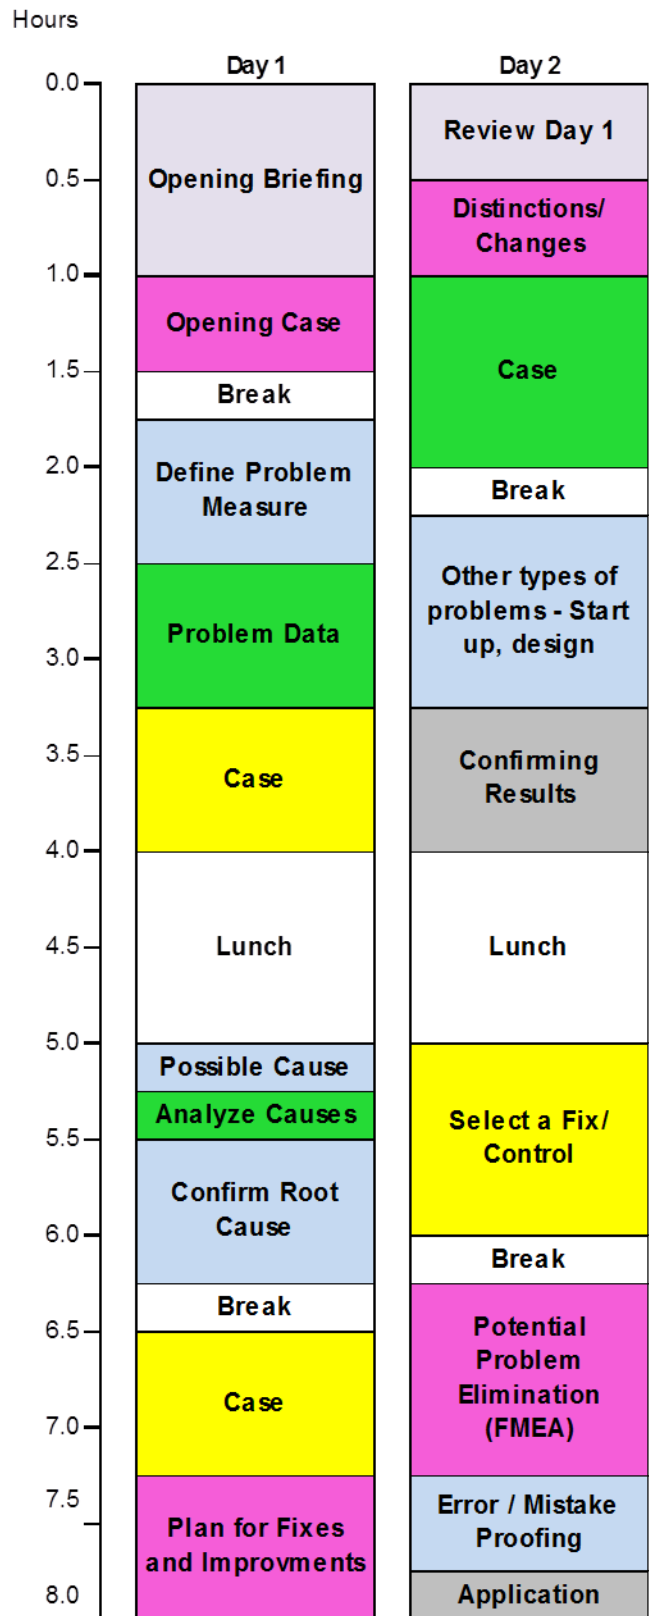 Hours
Day 1
Day 2
0.0
0.5
1.0
1.5
2.0
2.5
3.0
3.5
4.0
4.5
5.0
5.5
6.0
6.5
7.0
7.5
8.0
Opening Briefing
Opening Case
Break
Define Problem
Measure
Problem Data
Case
Lunch
Possible Cause
Analyze Causes
Confirm Root
Cause
Break
Case
Plan for Fixes
and Improvments
Review Day 1
Distinctions/
Changes
Case
Break
Other types of
problems - Start
up, design
Confirming
Results
Lunch
Select a Fix/
Control
Break
Potential
Problem
Elimination
(FMEA)
Error / Mistake
Proofing
Application